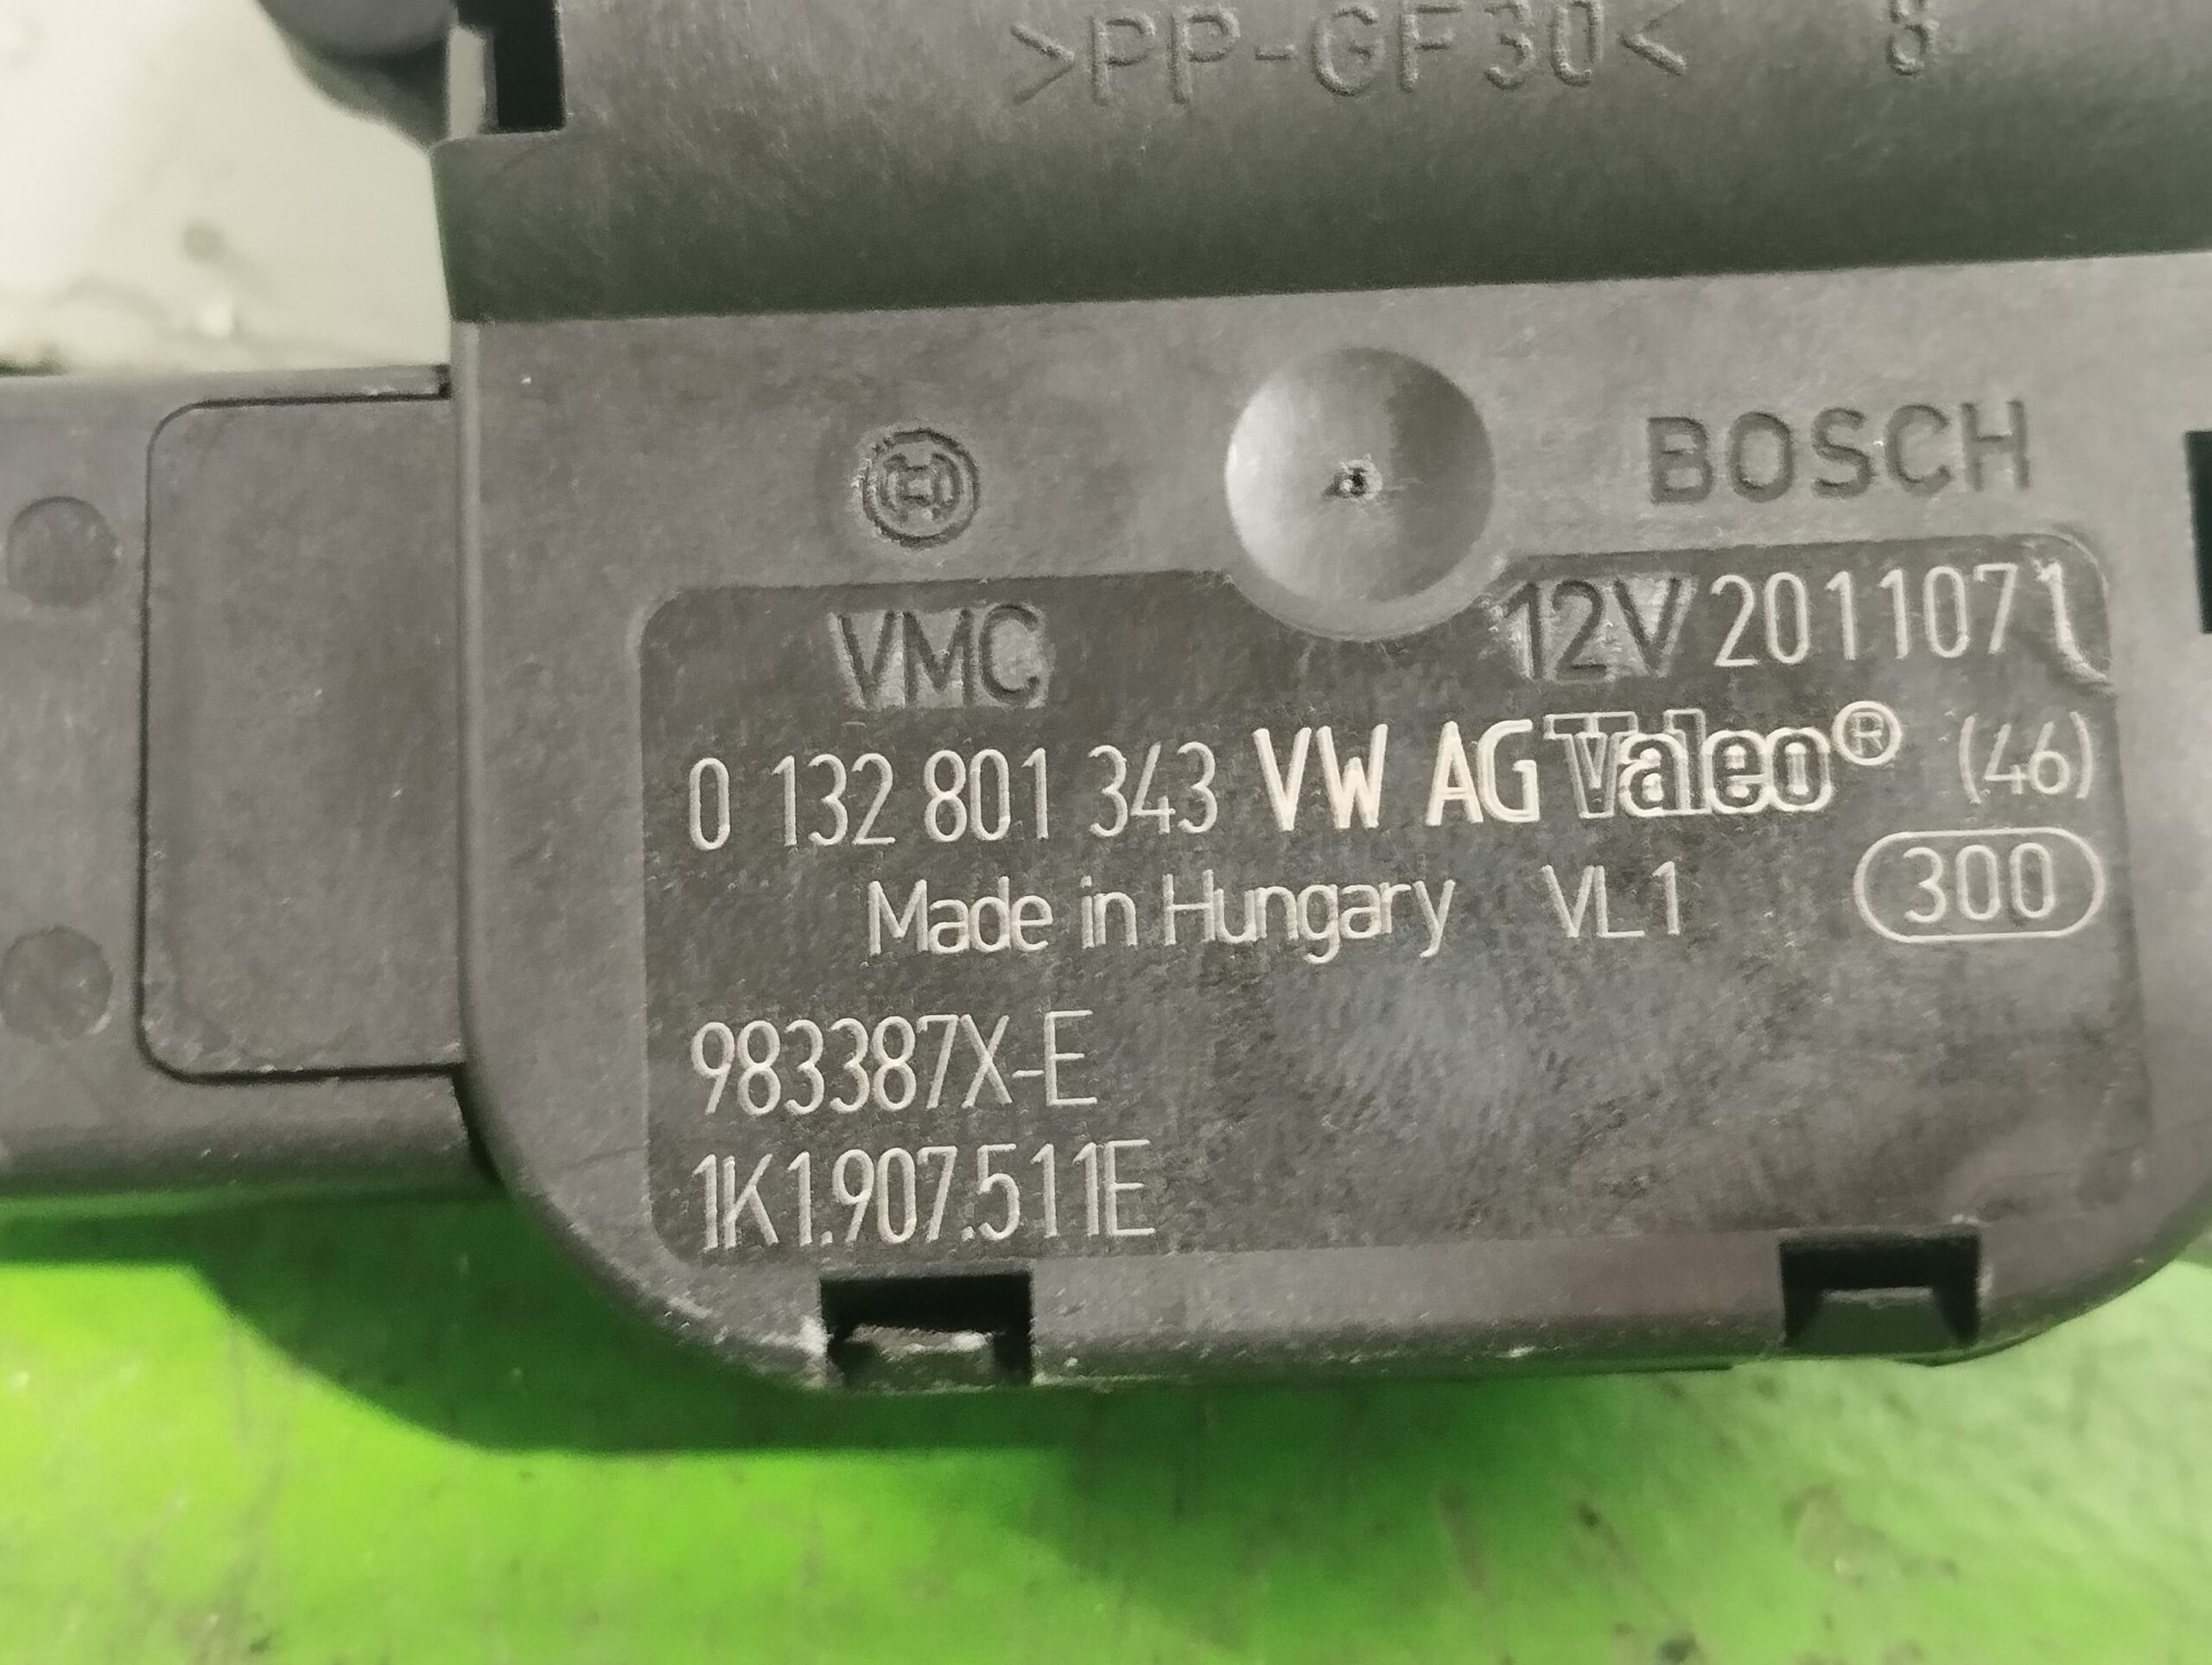 >PP-GF30< 8
BOSCH
VMC 12V 2011071
0 132 801 343 VW AG Valeo® (46)
Made in Hungary VL1 300
983387X-E
1K1.907.511E